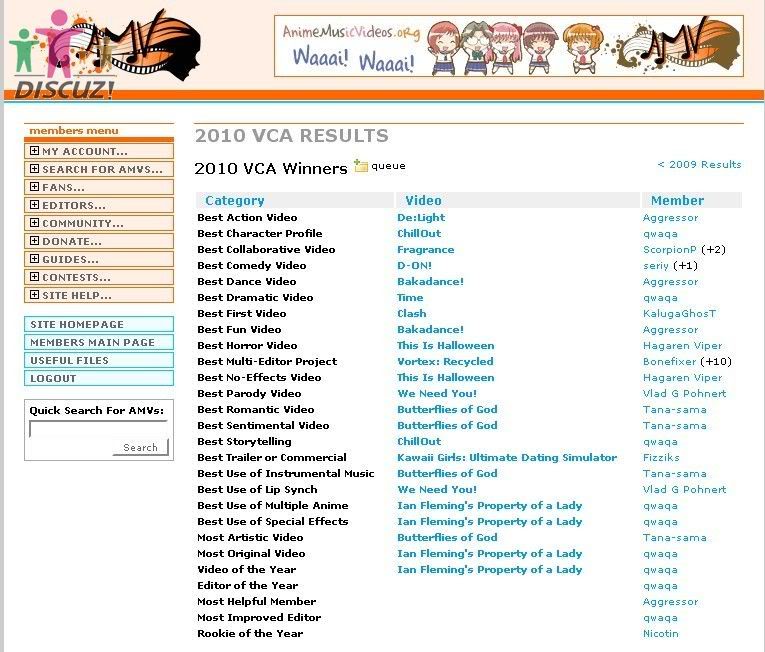 AnimeMusicVideos.org
Waaai! Waaai!
AMV
AMV
DISCUZ!
members menu
MY ACCOUNT...
SEARCH FOR AMVS...
FANS...
EDITORS...
COMMUNITY...
DONATE...
GUIDES...
CONTESTS...
SITE HELP...
SITE HOMEPAGE
MEMBERS MAIN PAGE
USEFUL FILES
LOGOUT
Quick Search For AMVs:
Search
2010 VCA RESULTS
2010 VCA Winners queue < 2009 Results
Category Video Member
Best Action Video De:Light Aggressor
Best Character Profile ChillOut qwaqa
Best Collaborative Video Fragrance ScorpionP (+2)
Best Comedy Video D-ON! seriy (+1)
Best Dance Video Bakadance! Aggressor
Best Dramatic Video Time qwaqa
Best First Video Clash KalugaGhosT
Best Fun Video Bakadance! Aggressor
Best Horror Video This Is Halloween Hagaren Viper
Best Multi-Editor Project Vortex: Recycled Bonefixer (+10)
Best No-Effects Video This Is Halloween Hagaren Viper
Best Parody Video We Need You! Vlad G Pohnert
Best Romantic Video Butterflies of God Tana-sama
Best Sentimental Video Butterflies of God Tana-sama
Best Storytelling ChillOut qwaqa
Best Trailer or Commercial Kawaii Girls: Ultimate Dating Simulator Fizziks
Best Use of Instrumental Music Butterflies of God Tana-sama
Best Use of Lip Synch We Need You! Vlad G Pohnert
Best Use of Multiple Anime Ian Fleming's Property of a Lady qwaqa
Best Use of Special Effects Ian Fleming's Property of a Lady qwaqa
Most Artistic Video Butterflies of God Tana-sama
Most Original Video Ian Fleming's Property of a Lady qwaqa
Video of the Year Ian Fleming's Property of a Lady qwaqa
Editor of the Year qwaqa
Most Helpful Member Aggressor
Most Improved Editor qwaqa
Rookie of the Year Nicotin